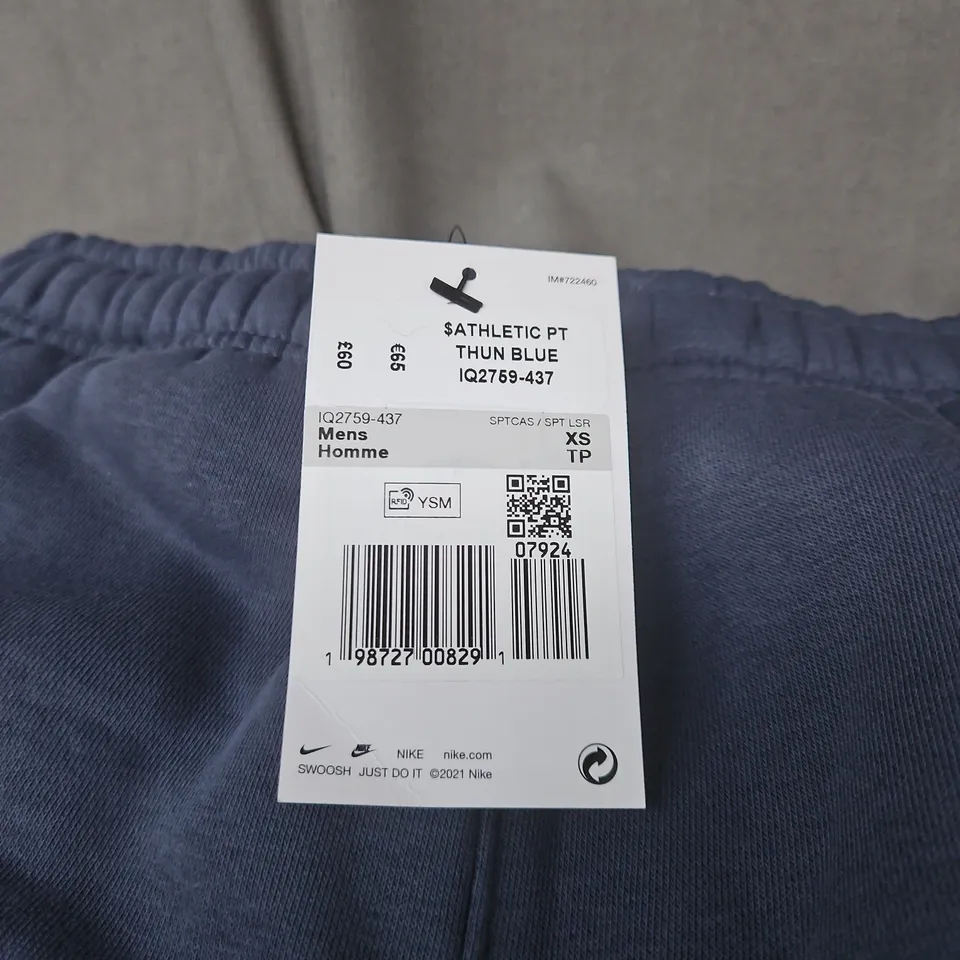 IM#722460
$ATHLETIC PT
THUN BLUE
IQ2759-437
£60
€65
IQ2759-437
SPTCAS / SPT LSR
Mens
XS
Homme
TP
RFID YSM
07924
1 98727 00829 1
NIKE nike.com
SWOOSH JUST DO IT ©2021 Nike